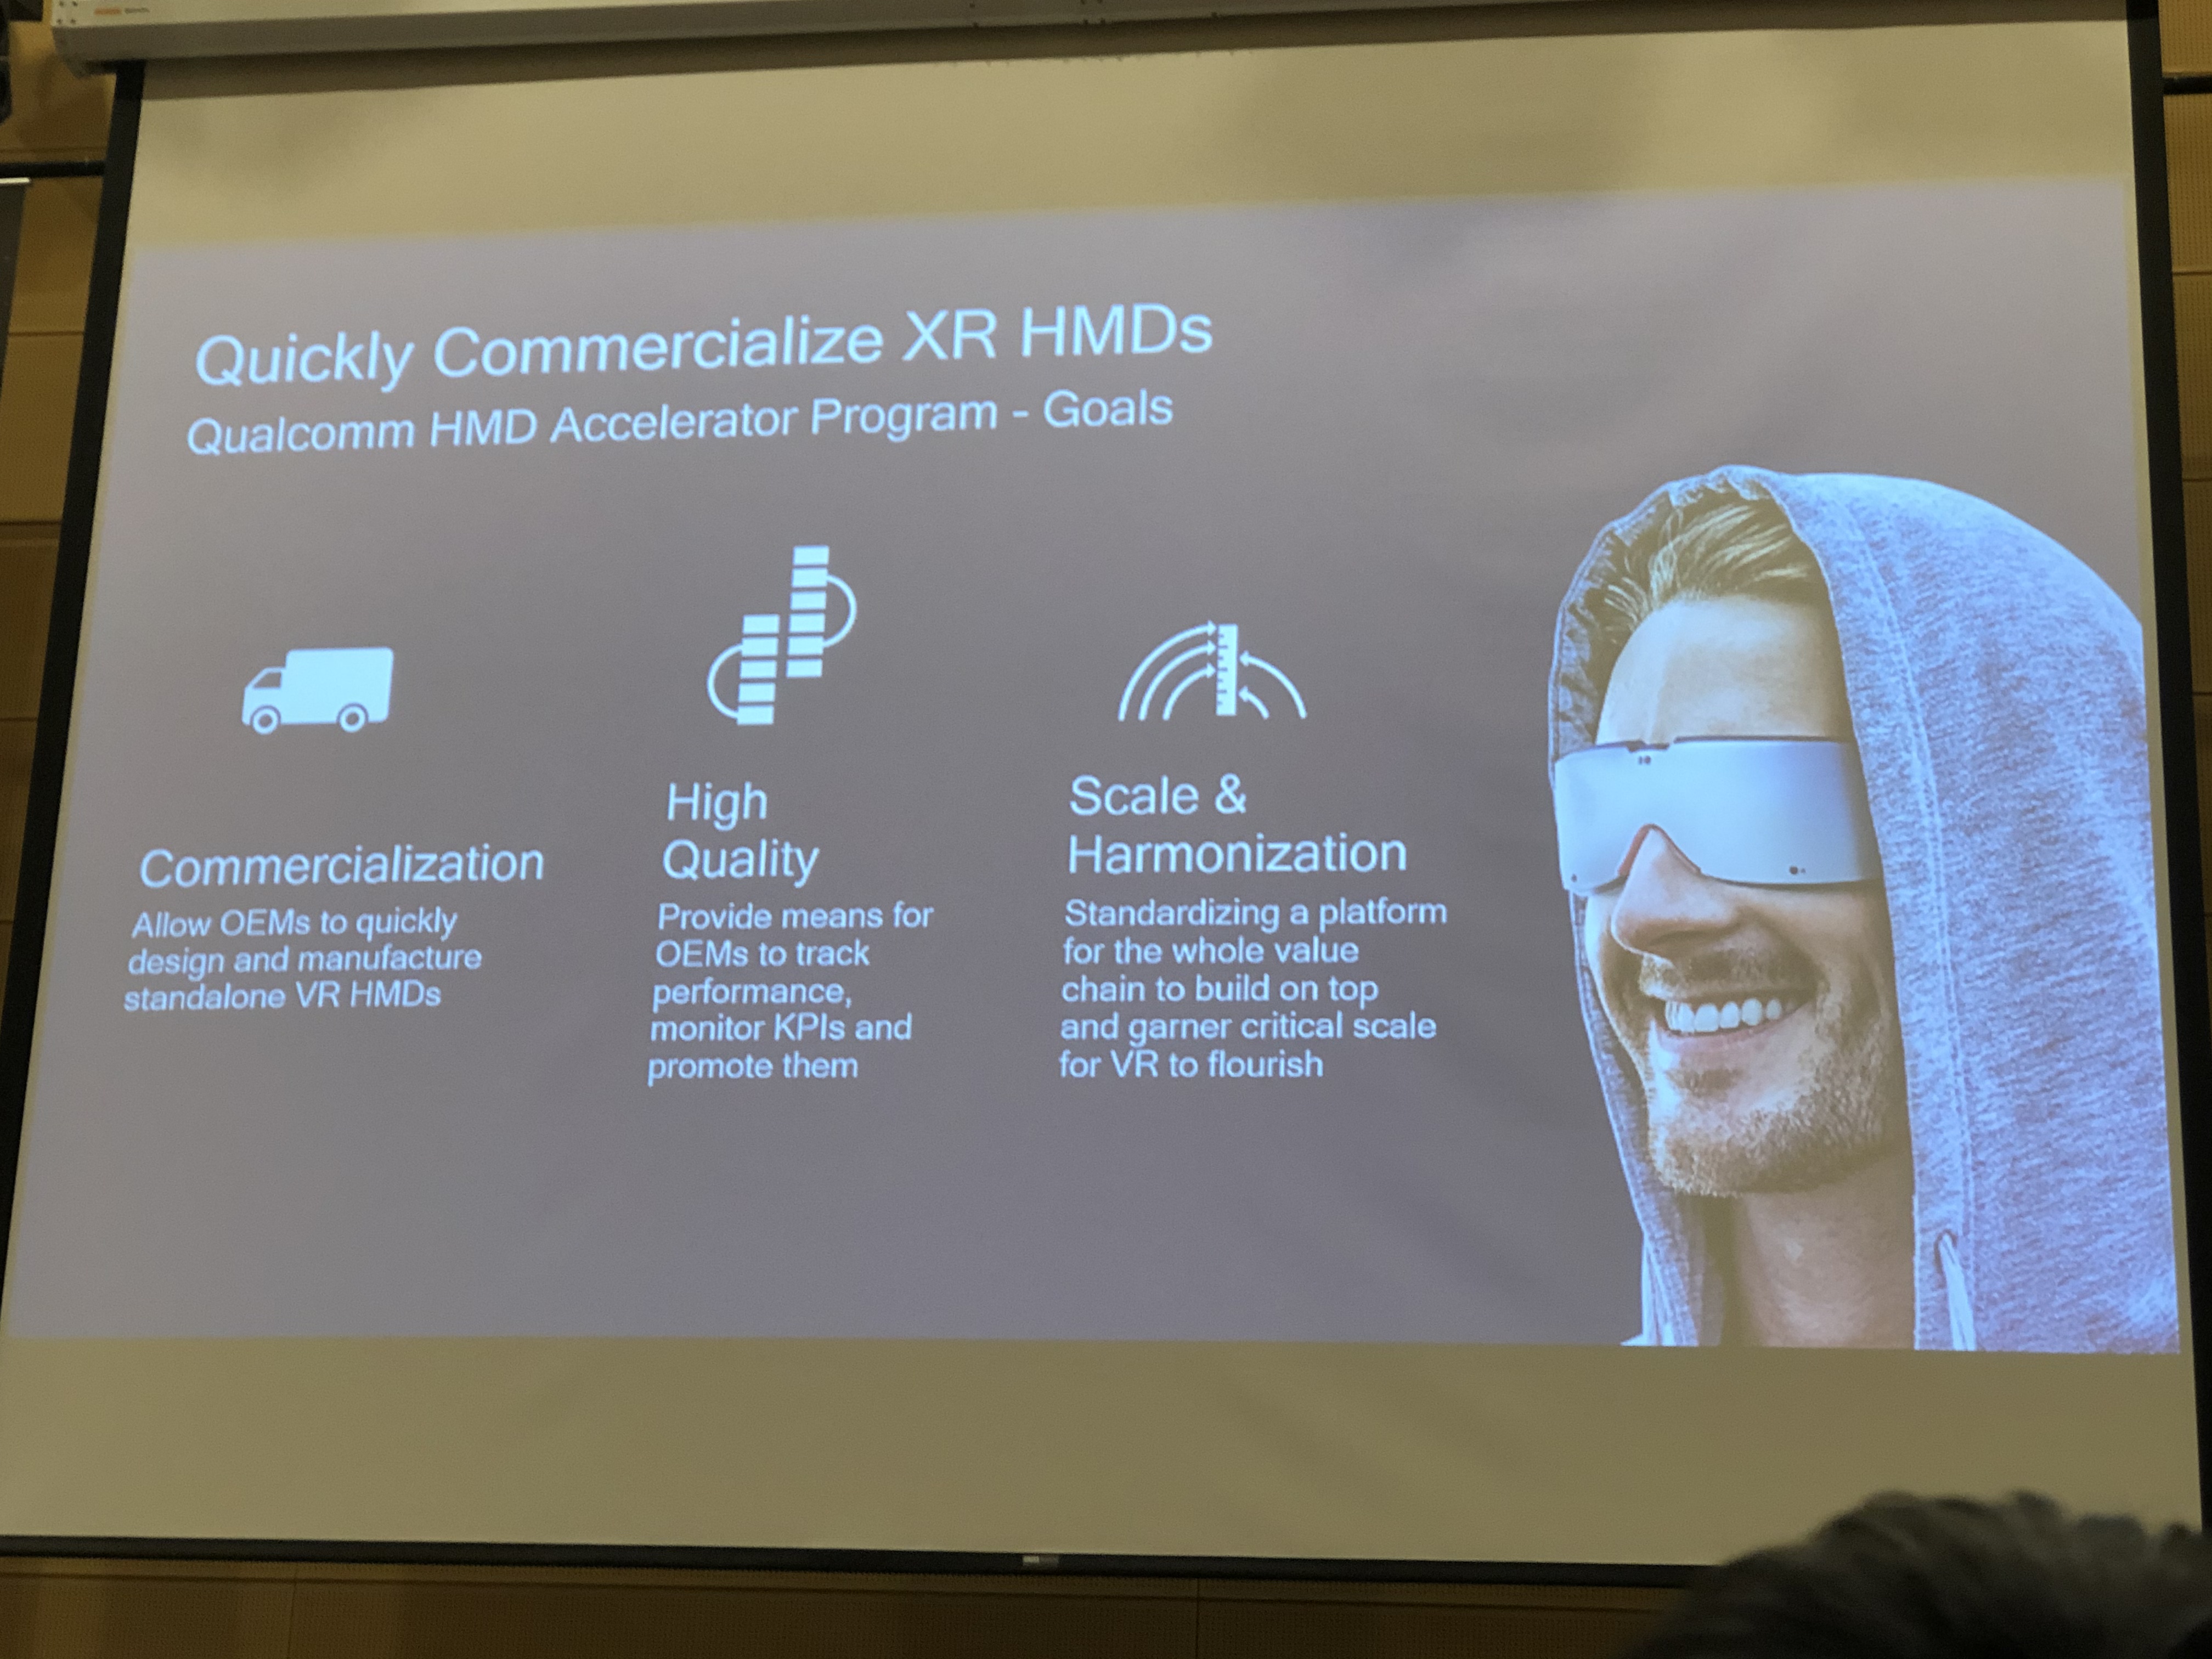 Quickly Commercialize XR HMDs
Qualcomm HMD Accelerator Program - Goals
Commercialization
Allow OEMs to quickly
design and manufacture
standalone VR HMDs
High
Quality
Provide means for
OEMs to track
performance,
monitor KPIs and
promote them
Scale &
Harmonization
Standardizing a platform
for the whole value
chain to build on top
and garner critical scale
for VR to flourish